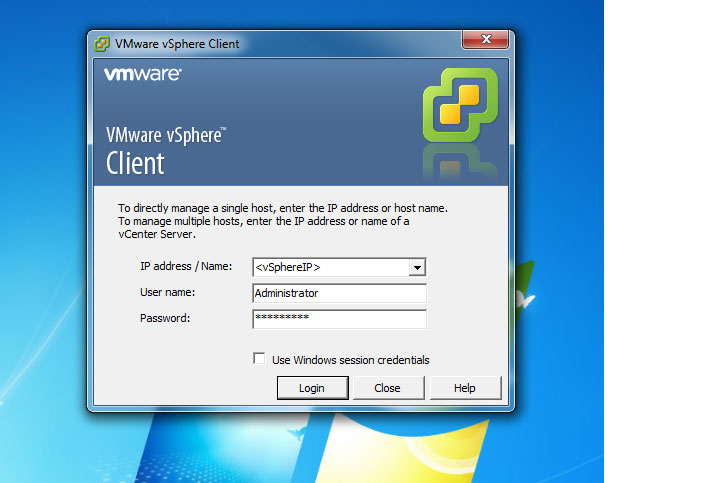 VMware vSphere Client
vmware®
VMware vSphere™
Client
To directly manage a single host, enter the IP address or host name.
To manage multiple hosts, enter the IP address or name of a
vCenter Server.
IP address / Name: <vSphereIP>
User name: Administrator
Password: *********
Use Windows session credentials
Login Close Help